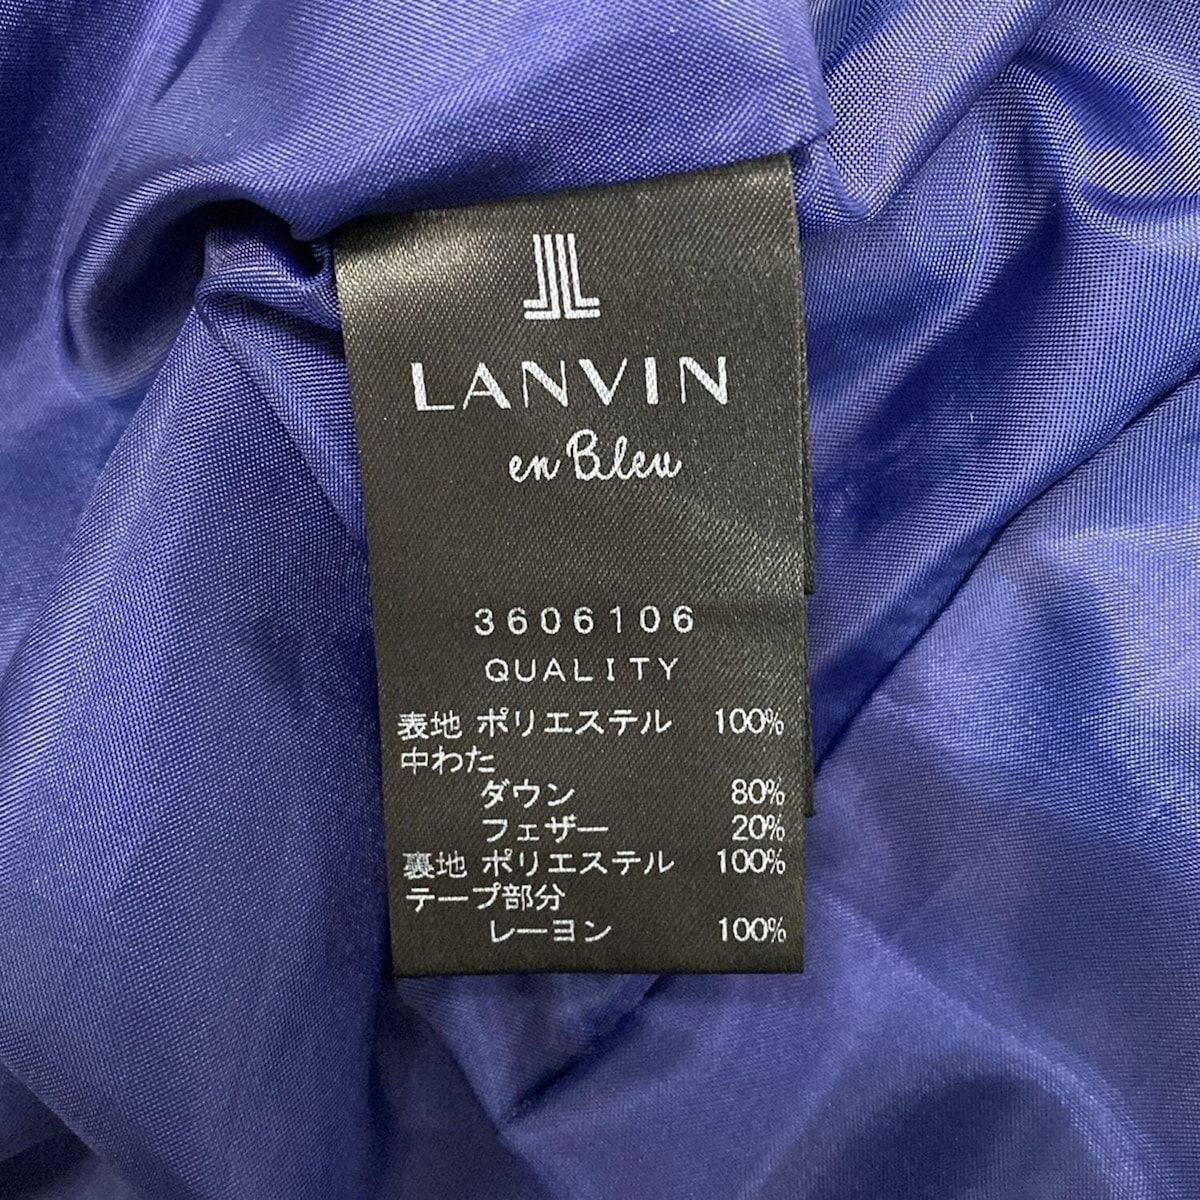 LANVIN
en Bleu
3606106
QUALITY
表地 ポリエステル 100%
中わた
ダウン 80%
フェザー 20%
裏地 ポリエステル 100%
テープ部分
レーヨン 100%